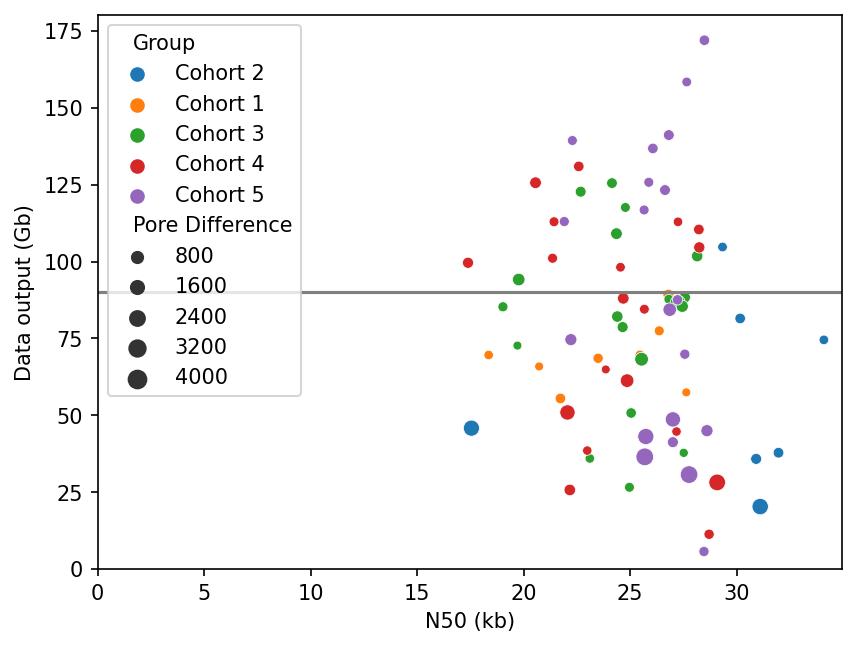 Data output (Gb)
175
150
125
100
75
50
25
0
Group
Cohort 2
Cohort 1
Cohort 3
Cohort 4
Cohort 5
Pore Difference
800
1600
2400
3200
4000
0 5 10 15 20 25 30
N50 (kb)